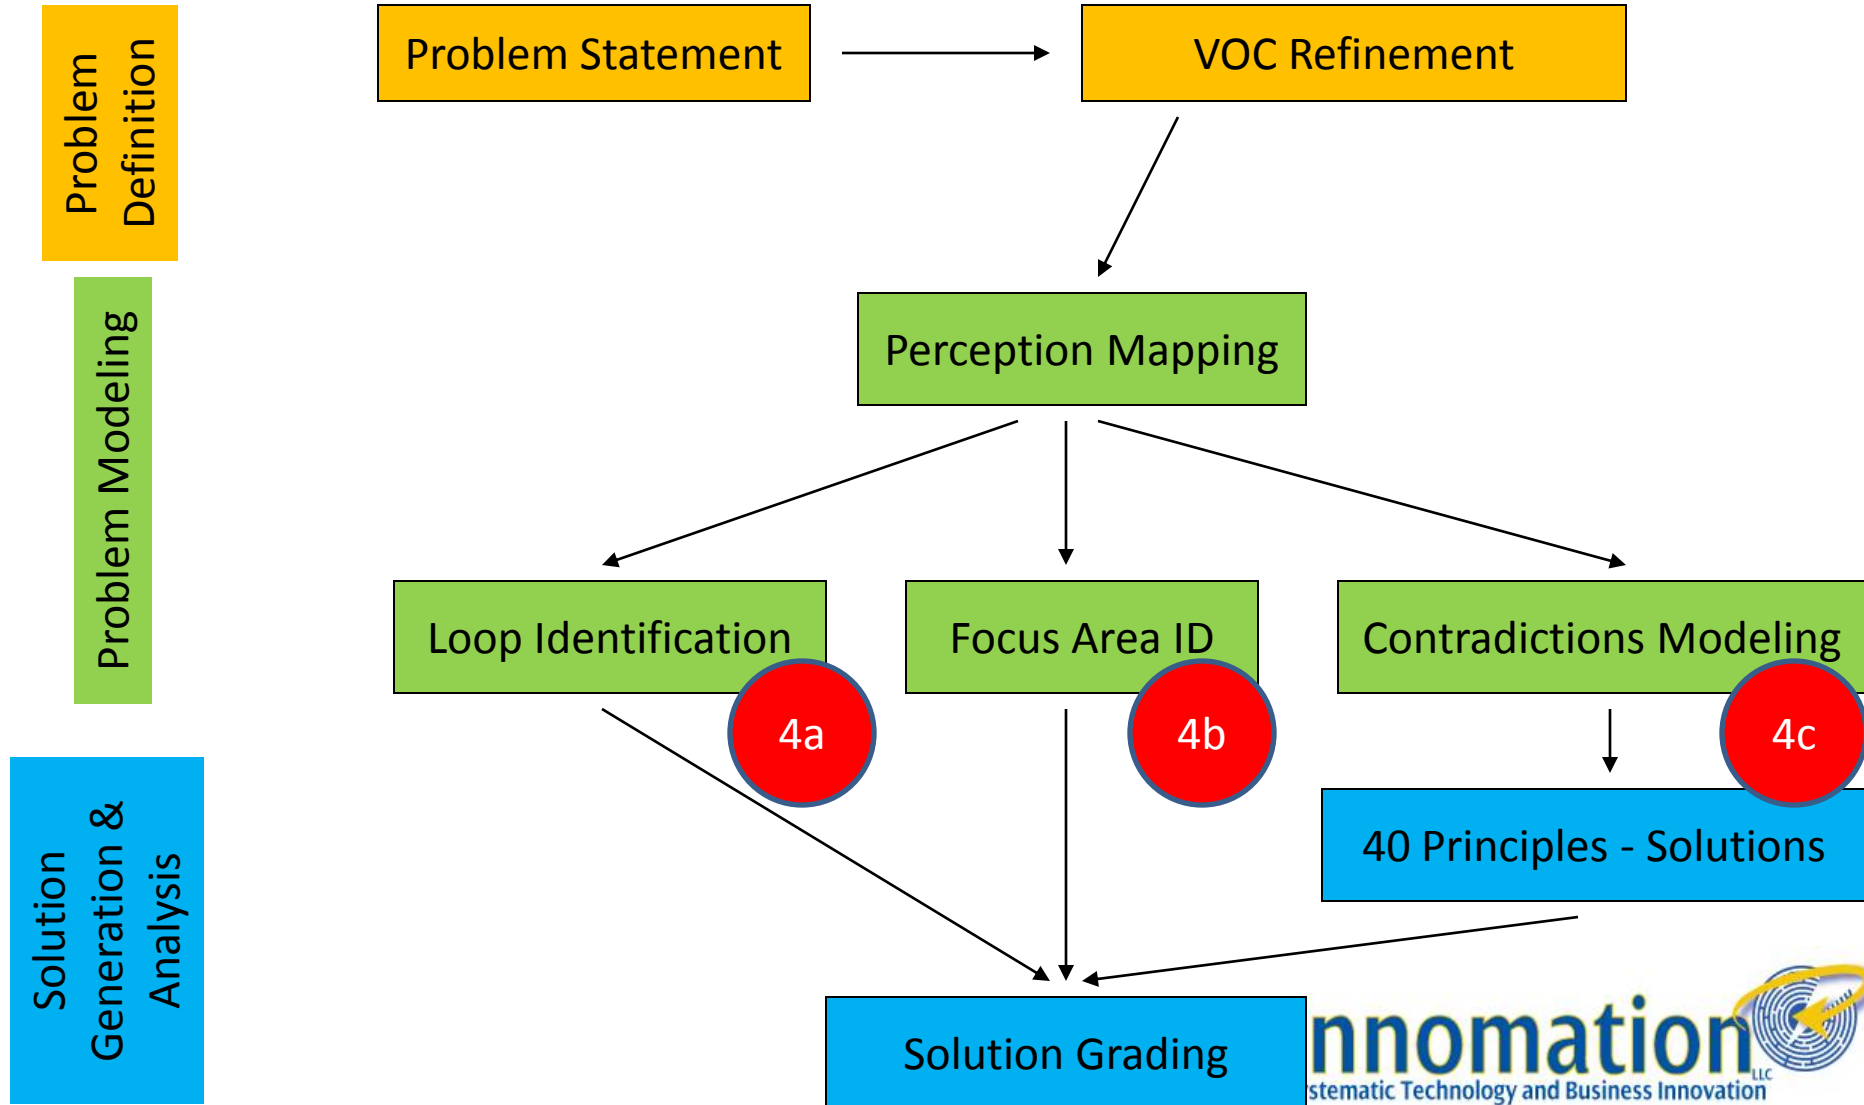 Problem
Definition
Problem Statement
VOC Refinement
Problem Modeling
Perception Mapping
Loop Identification
Focus Area ID
Contradictions Modeling
4a
4b
4c
Solution
Generation &
Analysis
40 Principles - Solutions
Solution Grading
nnomation
LLC
stematic Technology and Business Innovation